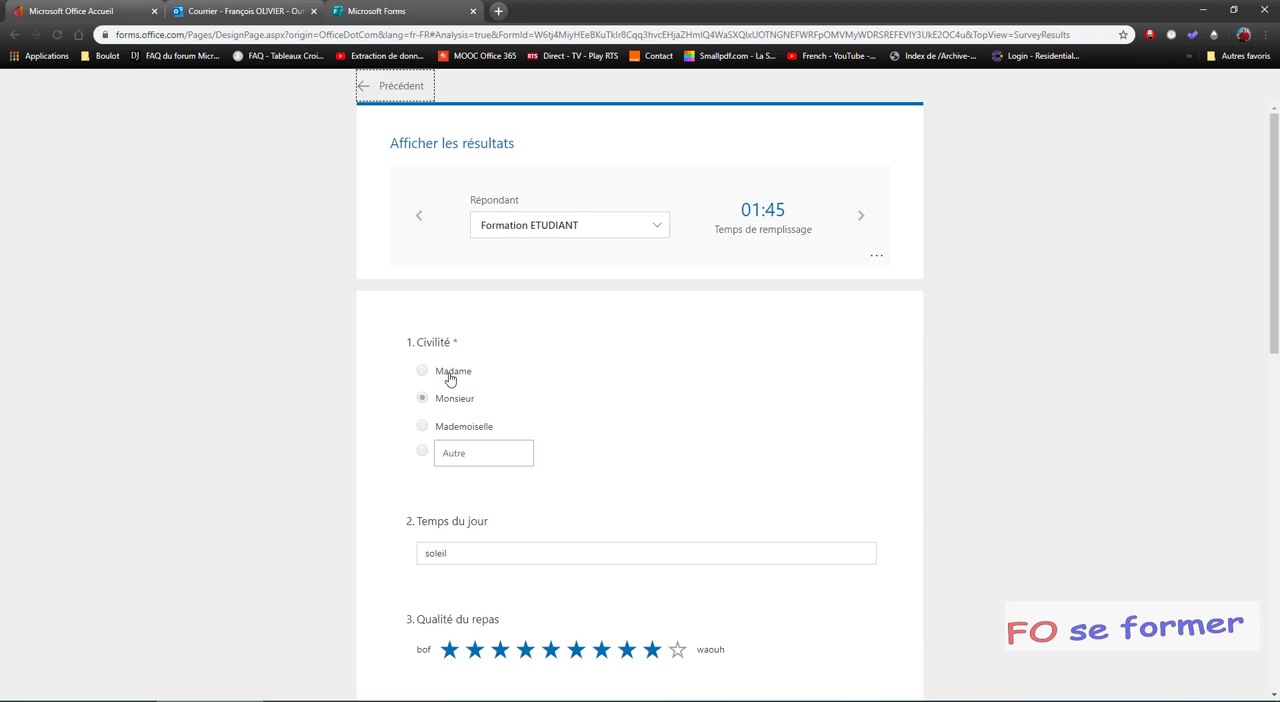 Microsoft Office Accueil
Courrier - François OLIVIER - Ou
Microsoft Forms
forms.office.com/Pages/DesignPage.aspx?origin=OfficeDotCom&lang=fr-FR#Analysis=true&FormId=
Applications
Boulot
DJ FAQ du forum Micr...
FAQ - Tableaux Croi...
Extraction de donn...
MOOC Office 365
RTS Direct - TV - Play RTS
Contact
Smallpdf.com - La S...
French - YouTube -...
Index de /Archive-...
Login - Residential...
»
Autres favoris
Précédent
Afficher les résultats
Répondant
Formation ETUDIANT
01:45
Temps de remplissage
...
1. Civilité *
Madame
Monsieur
Mademoiselle
Autre
2. Temps du jour
soleil
3. Qualité du repas
bof
waouh
FO se former